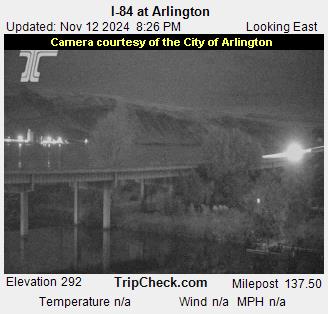 I-84 at Arlington
Updated: Nov 12 2024 8:26 PM Looking East
Camera courtesy of the City of Arlington
Elevation 292 TripCheck.com Milepost 137.50
Temperature n/a Wind n/a MPH n/a